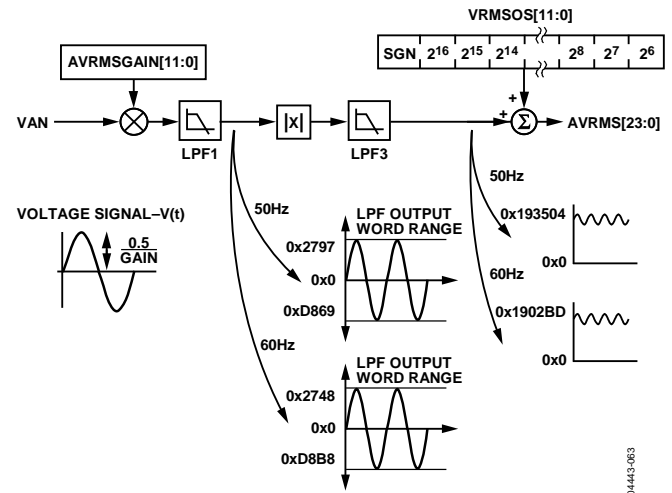 VRMSOS[11:0]
SGN 2^16 2^15 2^14 2^8 2^7 2^6
AVRMSGAIN[11:0]
VAN
LPF1
|x|
LPF3
+
+
Σ
AVRMS[23:0]
VOLTAGE SIGNAL–V(t)
0.5
GAIN
50Hz
LPF OUTPUT
WORD RANGE
0x2797
0x0
0xD869
60Hz
LPF OUTPUT
WORD RANGE
0x2748
0x0
0xD8B8
50Hz
0x193504
0x0
60Hz
0x1902BD
0x0
04443-063